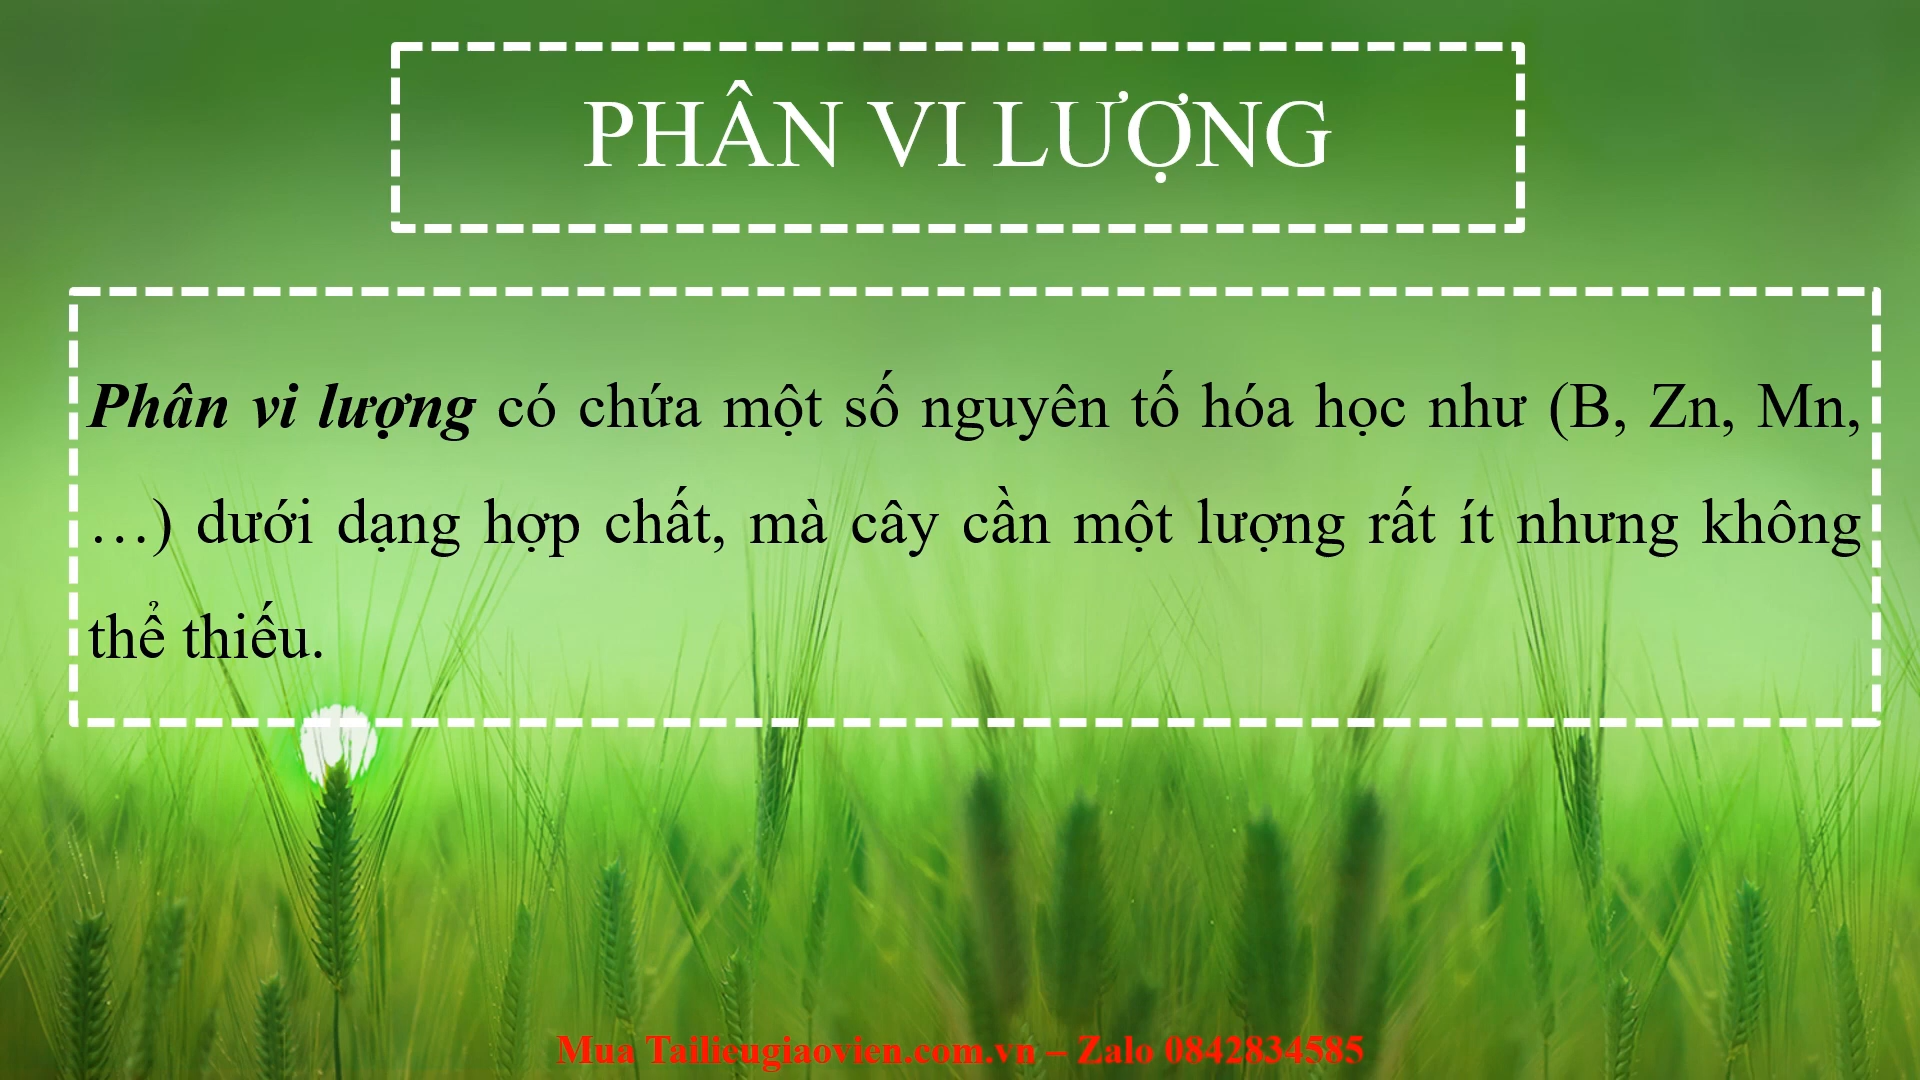 PHÂN VI LƯỢNG
Phân vi lượng có chứa một số nguyên tố hóa học như (B, Zn, Mn,
…) dưới dạng hợp chất, mà cây cần một lượng rất ít nhưng không
thể thiếu.
Mua Tailieugiaovien.com.vn – Zalo 0842834585